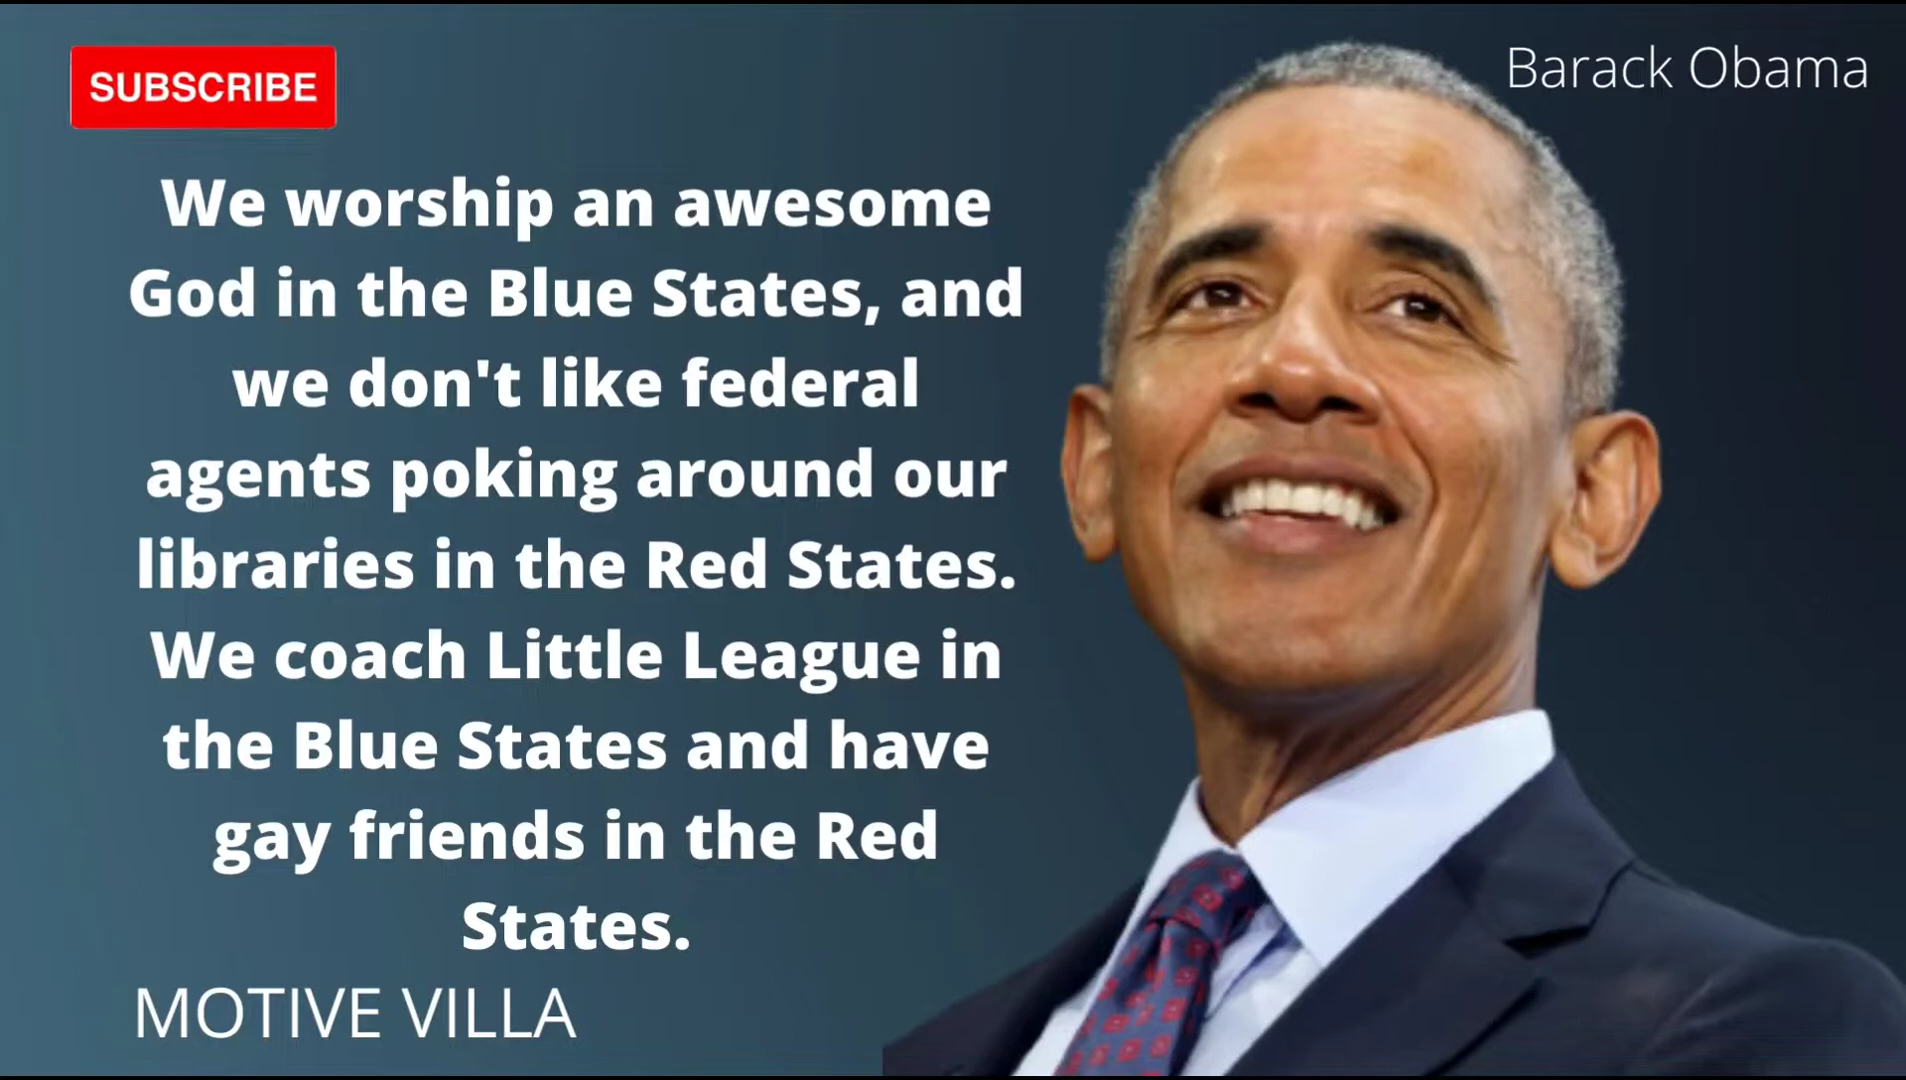 SUBSCRIBE
Barack Obama
We worship an awesome
God in the Blue States, and
we don't like federal
agents poking around our
libraries in the Red States.
We coach Little League in
the Blue States and have
gay friends in the Red
States.
MOTIVE VILLA